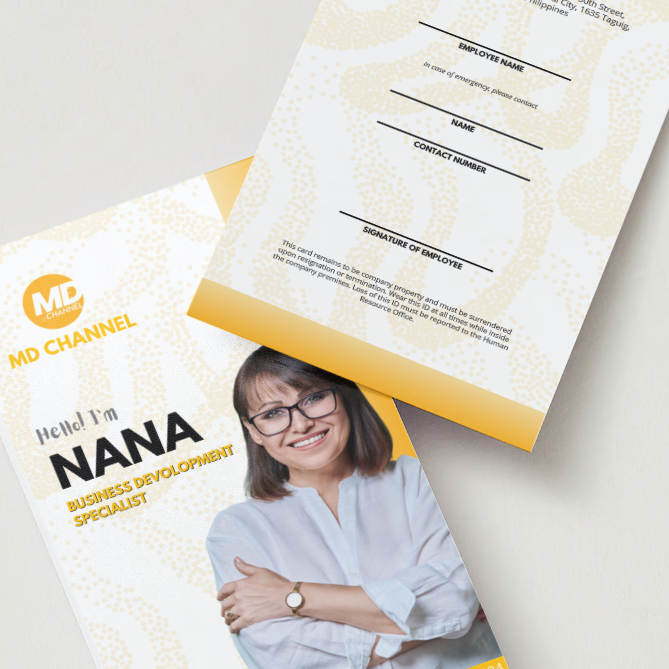 Street,
City, 1635 Taguig,
EMPLOYEE NAME
In case of emergency, please contact
NAME
CONTACT NUMBER
SIGNATURE OF EMPLOYEE
This card remains to be company property and must be surrendered
upon resignation or termination. Wear this ID at all times while inside
the company premises. Loss of this ID must be reported to the Human
Resource Office.
MD
CHANNEL
MD CHANNEL
Hello! I'm
NANA
BUSINESS DEVOLOPMENT
SPECIALIST